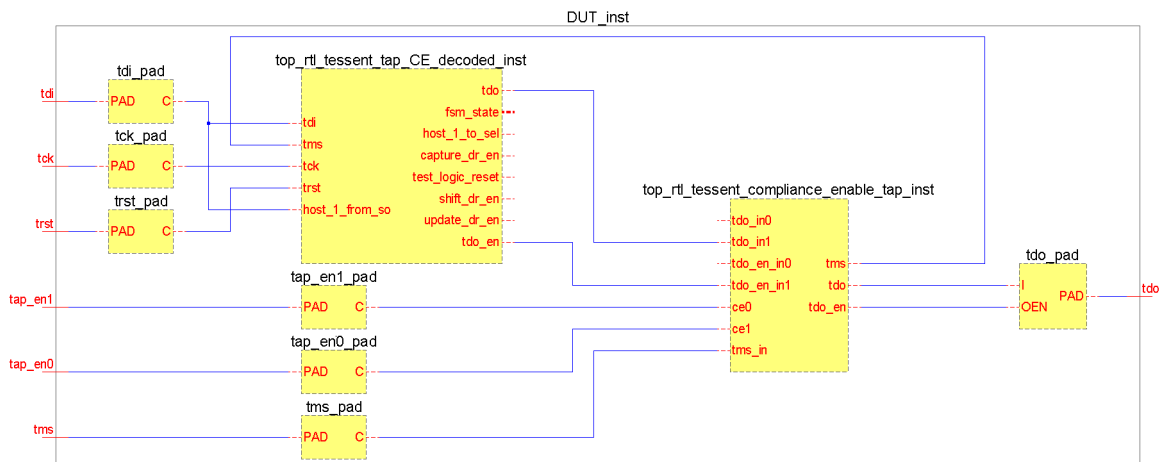 DUT_inst
tdi
tdi_pad
PAD C
tck
tck_pad
PAD C
trst
trst_pad
PAD C
top_rtl_tessent_tap_CE_decoded_inst
tdi
tms
tck
trst
host_1_from_so
tdo
fsm_state
host_1_to_sel
capture_dr_en
test_logic_reset
shift_dr_en
update_dr_en
tdo_en
tap_en1
tap_en1_pad
PAD C
tap_en0
tap_en0_pad
PAD C
tms
tms_pad
PAD C
top_rtl_tessent_compliance_enable_tap_inst
tdo_in0
tdo_in1
tdo_en_in0
tdo_en_in1
ce0
ce1
tms_in
tms
tdo
tdo_en
tdo_pad
I
OEN
PAD
tdo